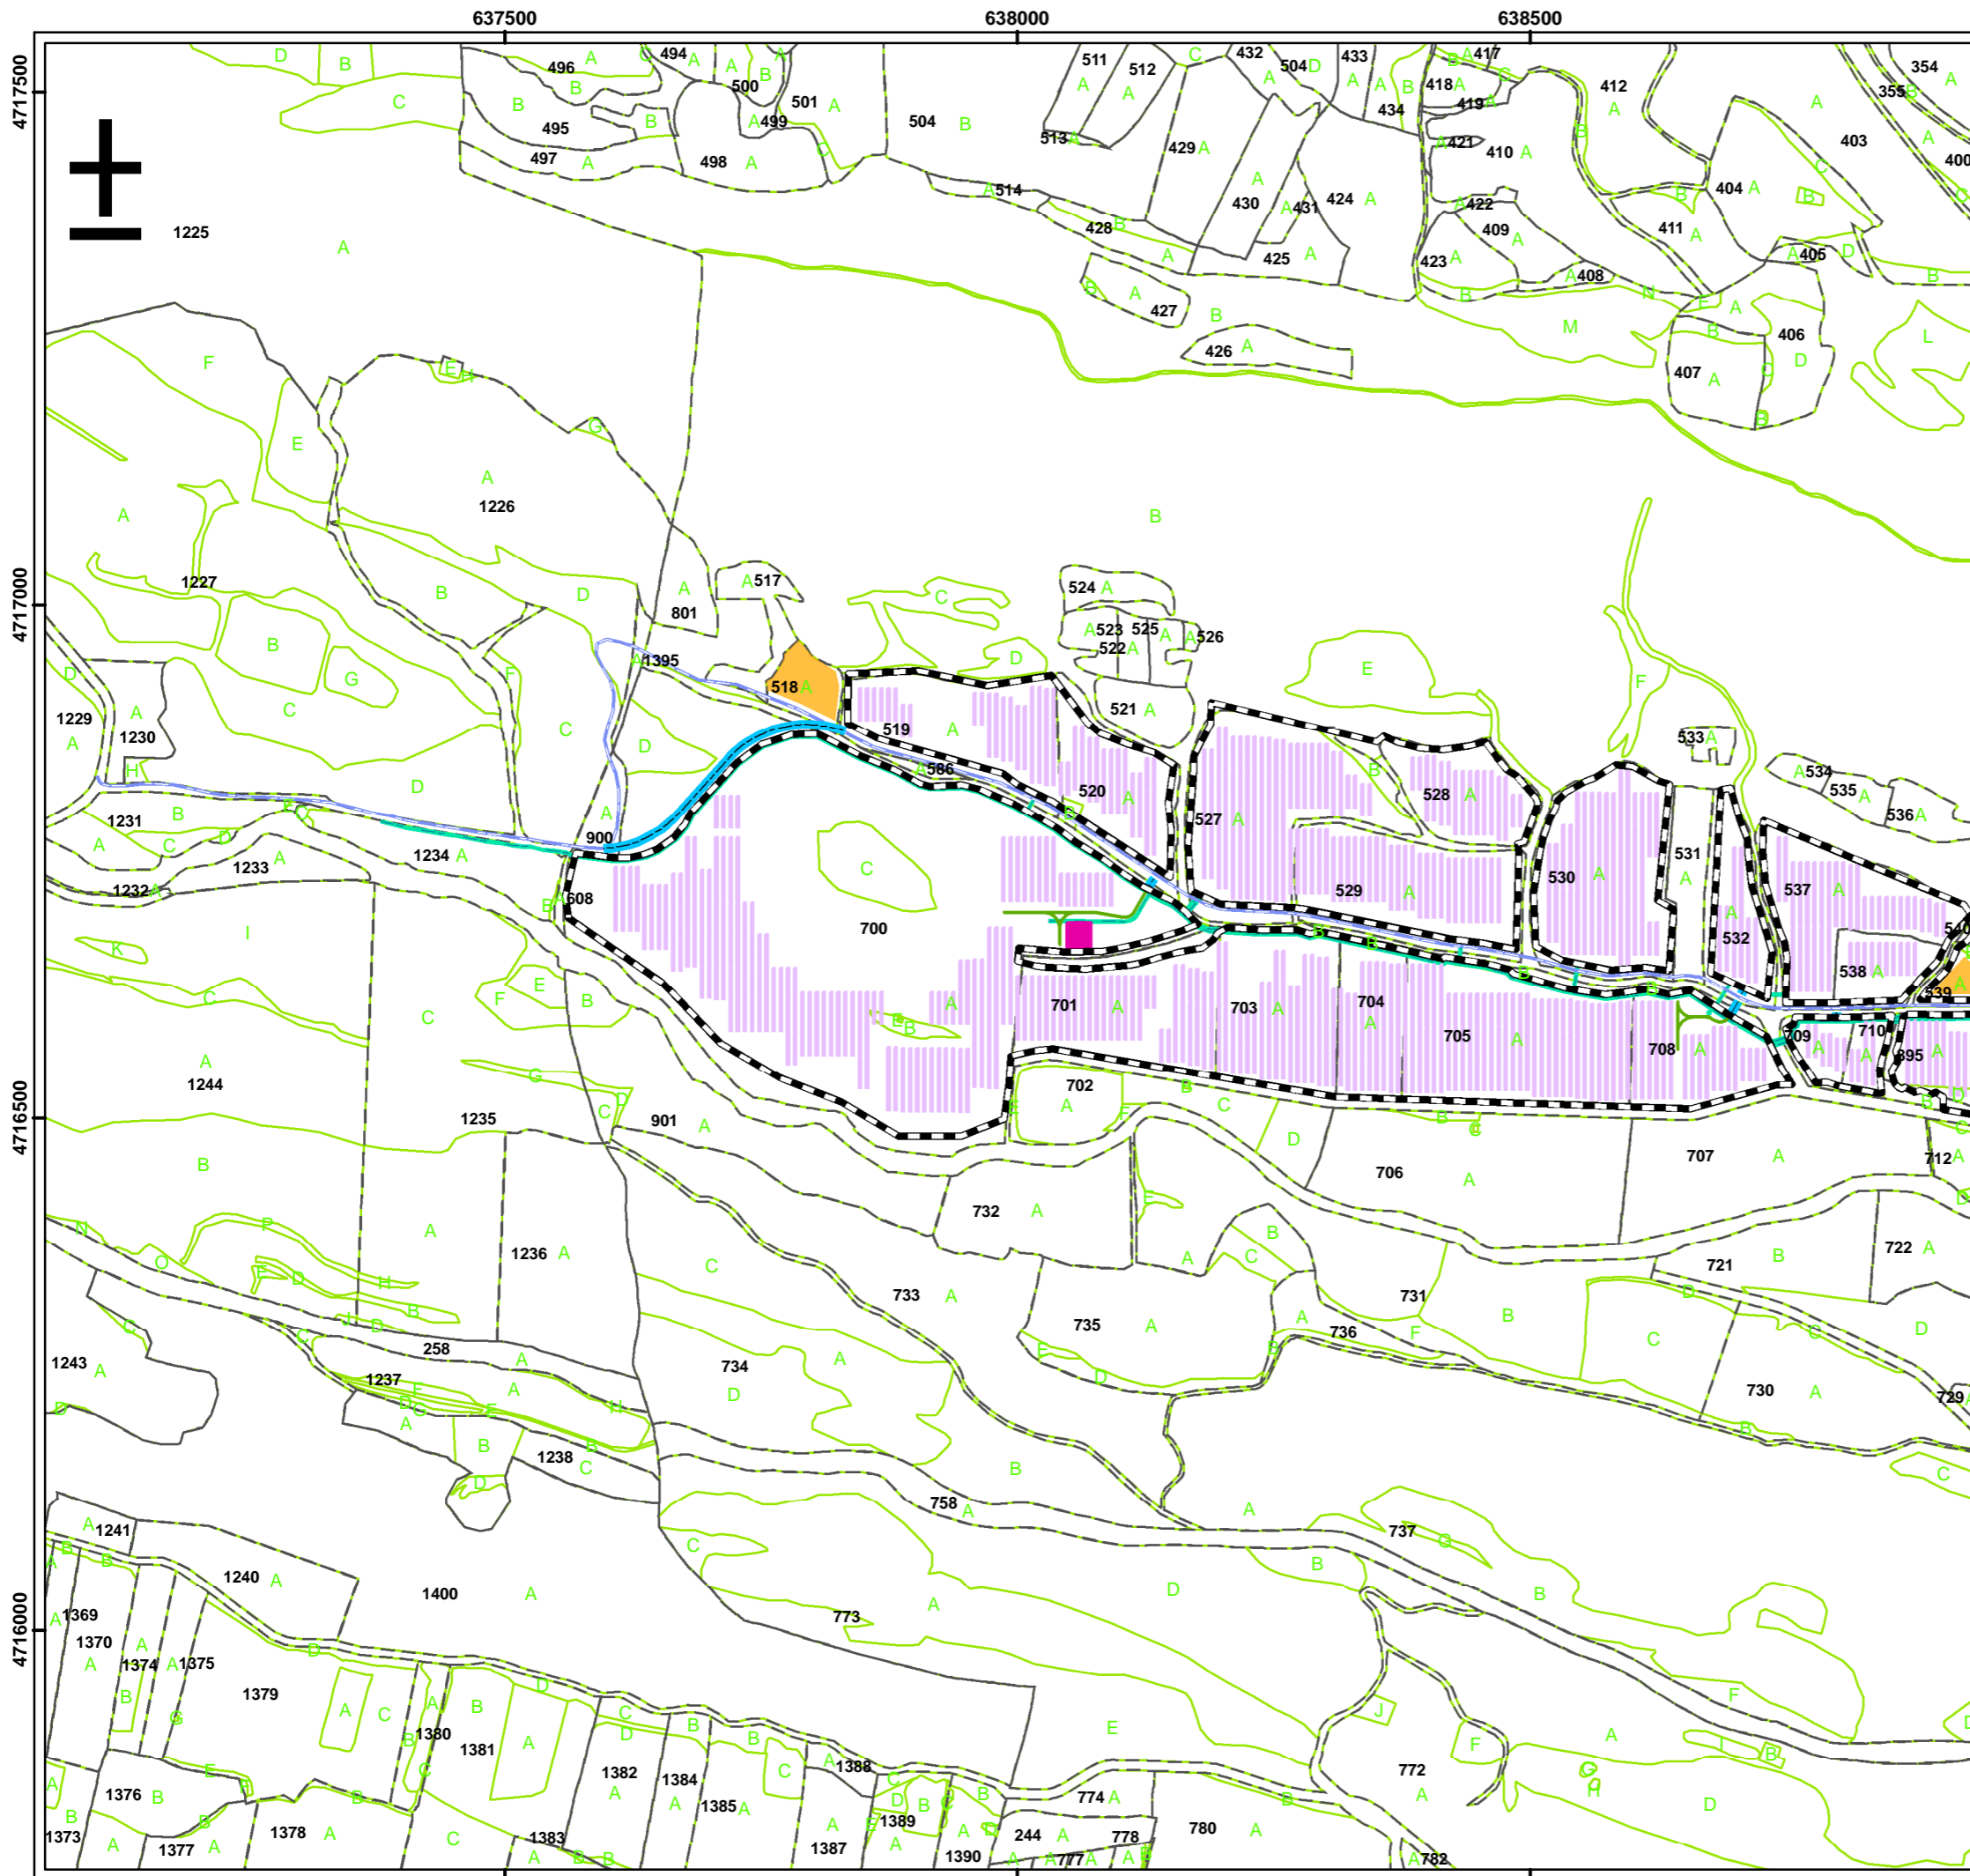 637500 638000 638500
4717500
4717000
4716500
4716000
D B 496 A C 494 A A B A 432 504 D 433 B A 417 C 354
C B B 495 B 500 501 A 511 512 C A A A B 418 A 419 A 412 A 355 B A
497 A 498 A A 499 C 504 B 513 A 429 A 434 A 421 410 A B A 403 A 400
1225 A A 514 428 B A A 430 A 431 424 A A 422 409 A B 411 A 404 A B C C
427 A B B 425 A 423 A B A 408 N E A A 405 D B
426 A M B 407 A C 406 D B L
F E E H G
A 1226 A B
1227 B D A 801 A 517 C 524 A
B G A 1395 D A 523 525 A A 526 522 A E F
D F C D 518 A 519 A 521 A 533 A
1229 A A 1230 C H D A 586 520 A B 527 A B 528 A A 534 535 A 536 A
1231 B A C D E C 900 C 529 A 530 A 531 A 537 A
1232 A 1233 A 1234 A B A 608 700 A 532 540
I K C E F B A E B 701 A B B 703 A 704 A B B 538 A 539 A
C A 1244 G C D 705 A 708 A 709 A 710 A 895 A
1235 901 A 702 A E F B C B C B D C
B A D 706 A 707 A 712 A
N P O F D H J D B A 1236 A C 732 A E A B C 721 B 722 A D
733 A 735 A A 731 B D C D
C 258 A C 736 F B C
1243 A D 1237 F D G A E A H 734 D A E D 730 A 729
B D 1238 B C B B C
A 1241 758 A A 737 G
A B B 1240 A 1400 A C B B
A 1369 1370 A A 1374 A 1375 D 773 A D
B G 1379 A C A B 1380 B 1381 D A C D B B E J F A F D
A E H 1382 A 1384 A 1385 A C A 1388 C D B C B I B
1376 B B C 774 A 772 A G H D
B 1373 A 1377 A 1378 A C 1383 A B B A 1387 E 1389 A A D 1390 244 A 778 A A 777 A A 780 A B A 782